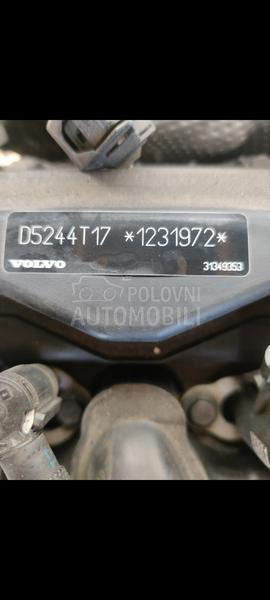 D5244T17 *1231972*
VOLVO 31349353
POLOVNI
AUTOMOBILI